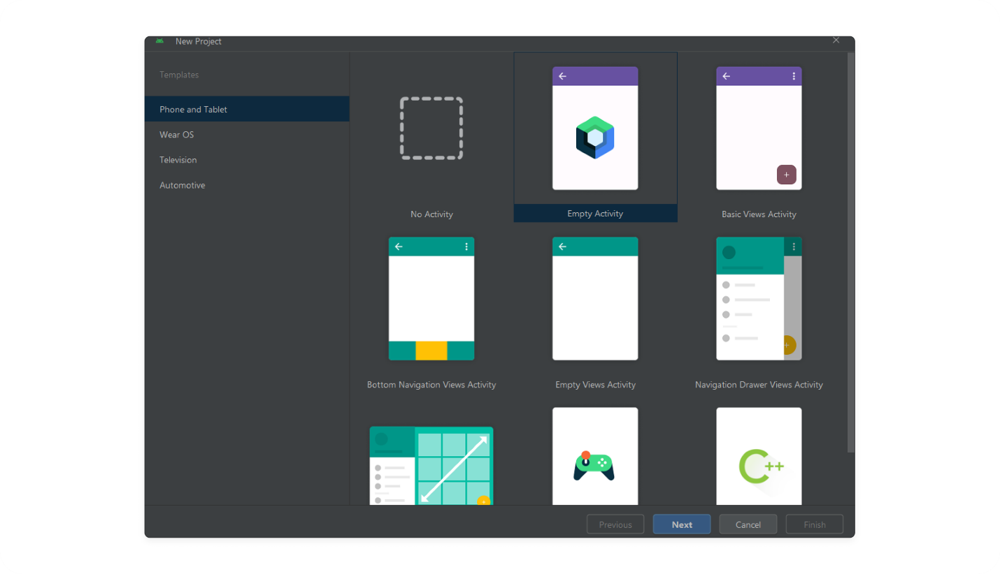 New Project
Templates
Phone and Tablet
Wear OS
Television
Automotive
No Activity
Empty Activity
Basic Views Activity
Bottom Navigation Views Activity
Empty Views Activity
Navigation Drawer Views Activity
C++
Previous
Next
Cancel
Finish